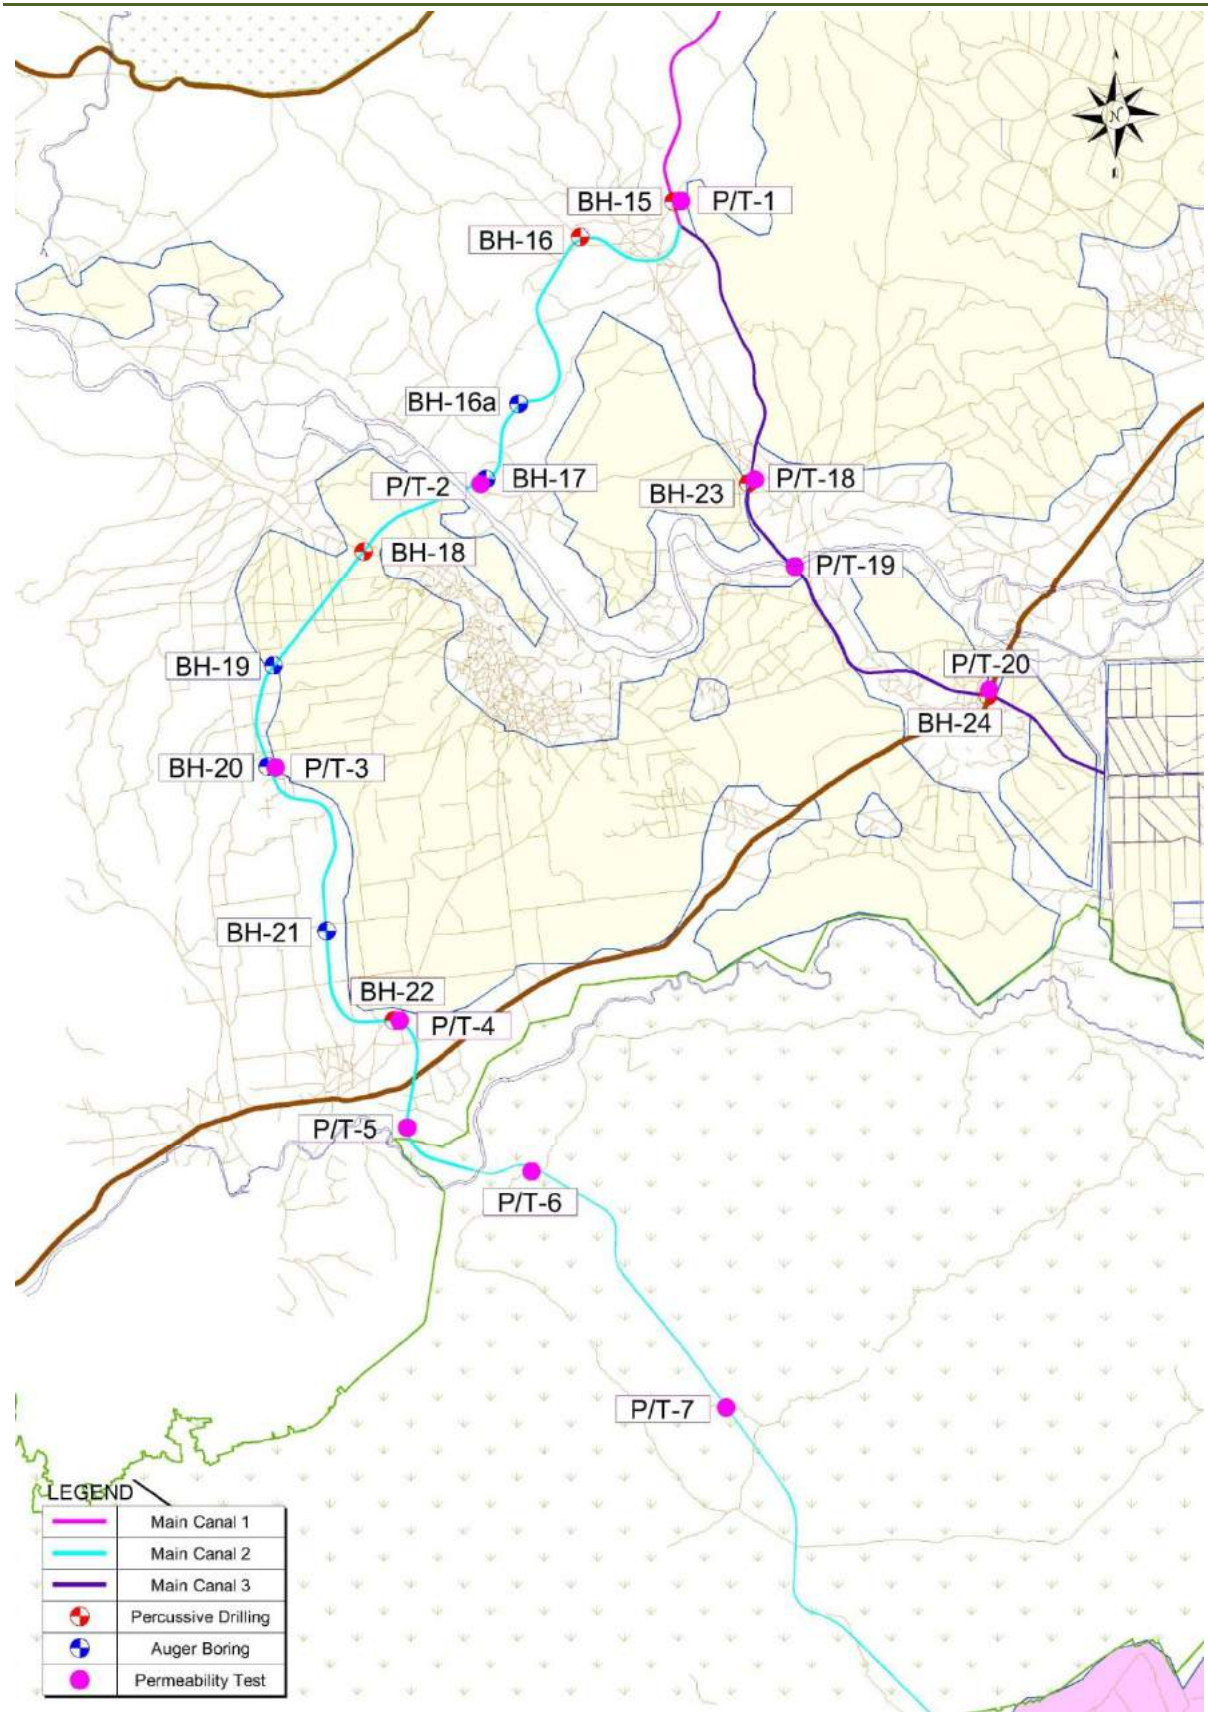 N
BH-15
P/T-1
BH-16
BH-16a
P/T-2
BH-17
BH-23
P/T-18
BH-18
P/T-19
BH-19
P/T-20
BH-24
BH-20
P/T-3
BH-21
BH-22
P/T-4
P/T-5
P/T-6
P/T-7
LEGEND
Main Canal 1
Main Canal 2
Main Canal 3
Percussive Drilling
Auger Boring
Permeability Test